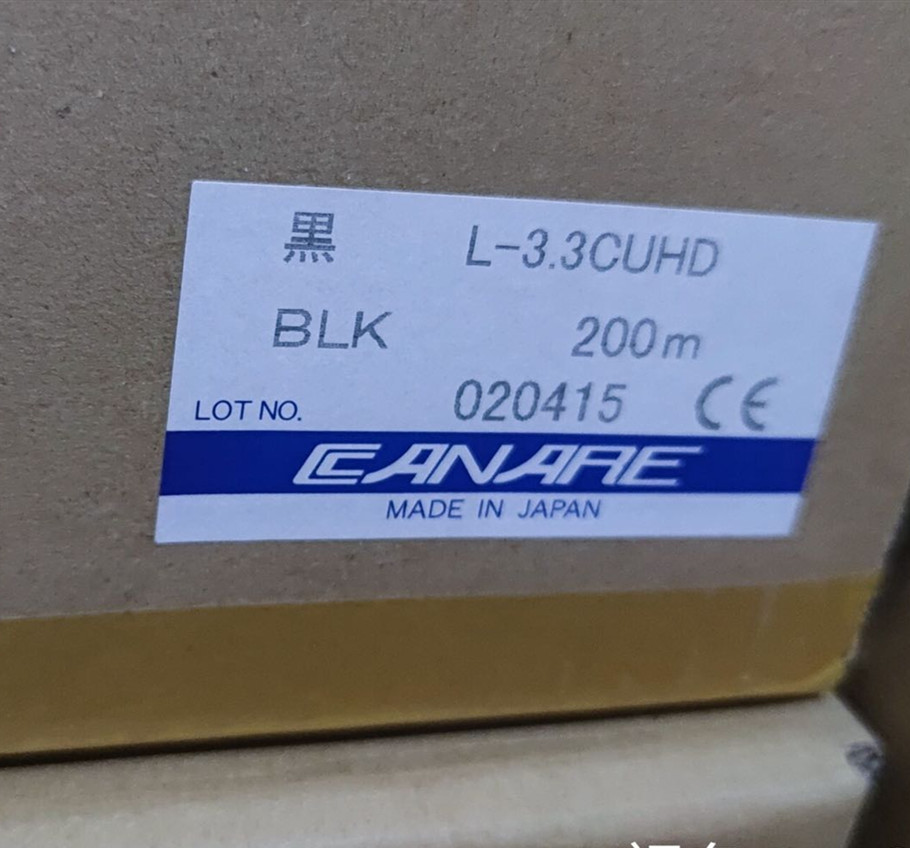 黒 L-3.3CUHD
BLK 200m
LOT NO. 020415 CE
CANARE
MADE IN JAPAN